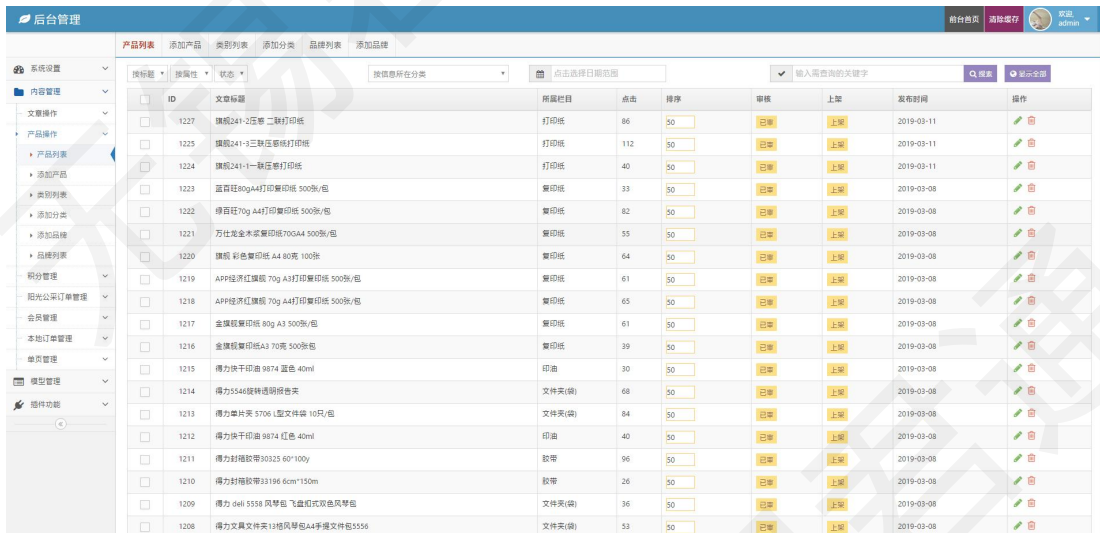 后台管理
前台首页 清除缓存 欢迎, admin
产品列表 添加产品 类别列表 添加分类 品牌列表 添加品牌
系统设置
内容管理
文章操作
产品操作
产品列表
添加产品
类别列表
添加分类
添加品牌
品牌列表
积分管理
阳光公采订单管理
会员管理
本地订单管理
单页管理
模型管理
插件功能
按标题 按属性 状态 按信息所在分类 点击选择日期范围 输入需查询的关键字 搜索 显示全部
ID 文章标题 所属栏目 点击 排序 审核 上架 发布时间 操作
1227 旗舰241-2压感 二联打印纸 打印纸 86 50 已审 上架 2019-03-11
1225 旗舰241-3三联压感纸打印纸 打印纸 112 50 已审 上架 2019-03-11
1224 旗舰241-1一联压感打印纸 打印纸 40 50 已审 上架 2019-03-11
1223 蓝百旺80gA4打印复印纸 500张/包 复印纸 33 50 已审 上架 2019-03-08
1222 绿百旺70g A4打印复印纸 500张/包 复印纸 82 50 已审 上架 2019-03-08
1221 万仕龙全木浆复印纸70GA4 500张/包 复印纸 55 50 已审 上架 2019-03-08
1220 旗舰 彩色复印纸 A4 80克 100张 复印纸 64 50 已审 上架 2019-03-08
1219 APP经济红旗舰 70g A3打印复印纸 500张/包 复印纸 61 50 已审 上架 2019-03-08
1218 APP经济红旗舰 70g A4打印复印纸 500张/包 复印纸 65 50 已审 上架 2019-03-08
1217 金旗舰复印纸 80g A3 500张/包 复印纸 61 50 已审 上架 2019-03-08
1216 金旗舰复印纸A3 70克 500张包 复印纸 39 50 已审 上架 2019-03-08
1215 得力快干印油 9874 蓝色 40ml 印油 30 50 已审 上架 2019-03-08
1214 得力5546旋转透明报告夹 文件夹(袋) 68 50 已审 上架 2019-03-08
1213 得力单片夹 5706 L型文件袋 10只/包 文件夹(袋) 84 50 已审 上架 2019-03-08
1212 得力快干印油 9874 红色 40ml 印油 40 50 已审 上架 2019-03-08
1211 得力封箱胶带30325 60*100y 胶带 96 50 已审 上架 2019-03-08
1210 得力封箱胶带33196 6cm*150m 胶带 26 50 已审 上架 2019-03-08
1209 得力 deli 5558 风琴包 飞盘扣式双色风琴包 文件夹(袋) 36 50 已审 上架 2019-03-08
1208 得力文具文件夹13格风琴包A4手提文件包5556 文件夹(袋) 53 50 已审 上架 2019-03-08